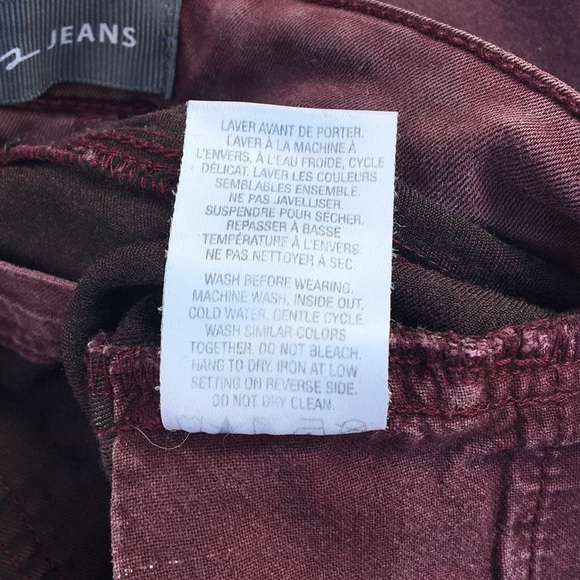 JEANS
LAVER AVANT DE PORTER.
LAVER À LA MACHINE À
L'ENVERS, À L'EAU FROIDE, CYCLE
DÉLICAT. LAVER LES COULEURS
SEMBLABLES ENSEMBLE.
NE PAS JAVELLISER.
SUSPENDRE POUR SÉCHER.
REPASSER À BASSE
TEMPÉRATURE À L'ENVERS.
NE PAS NETTOYER À SEC.
WASH BEFORE WEARING.
MACHINE WASH, INSIDE OUT,
COLD WATER, GENTLE CYCLE.
WASH SIMILAR COLORS
TOGETHER. DO NOT BLEACH.
HANG TO DRY. IRON AT LOW
SETTING ON REVERSE SIDE.
DO NOT DRY CLEAN.